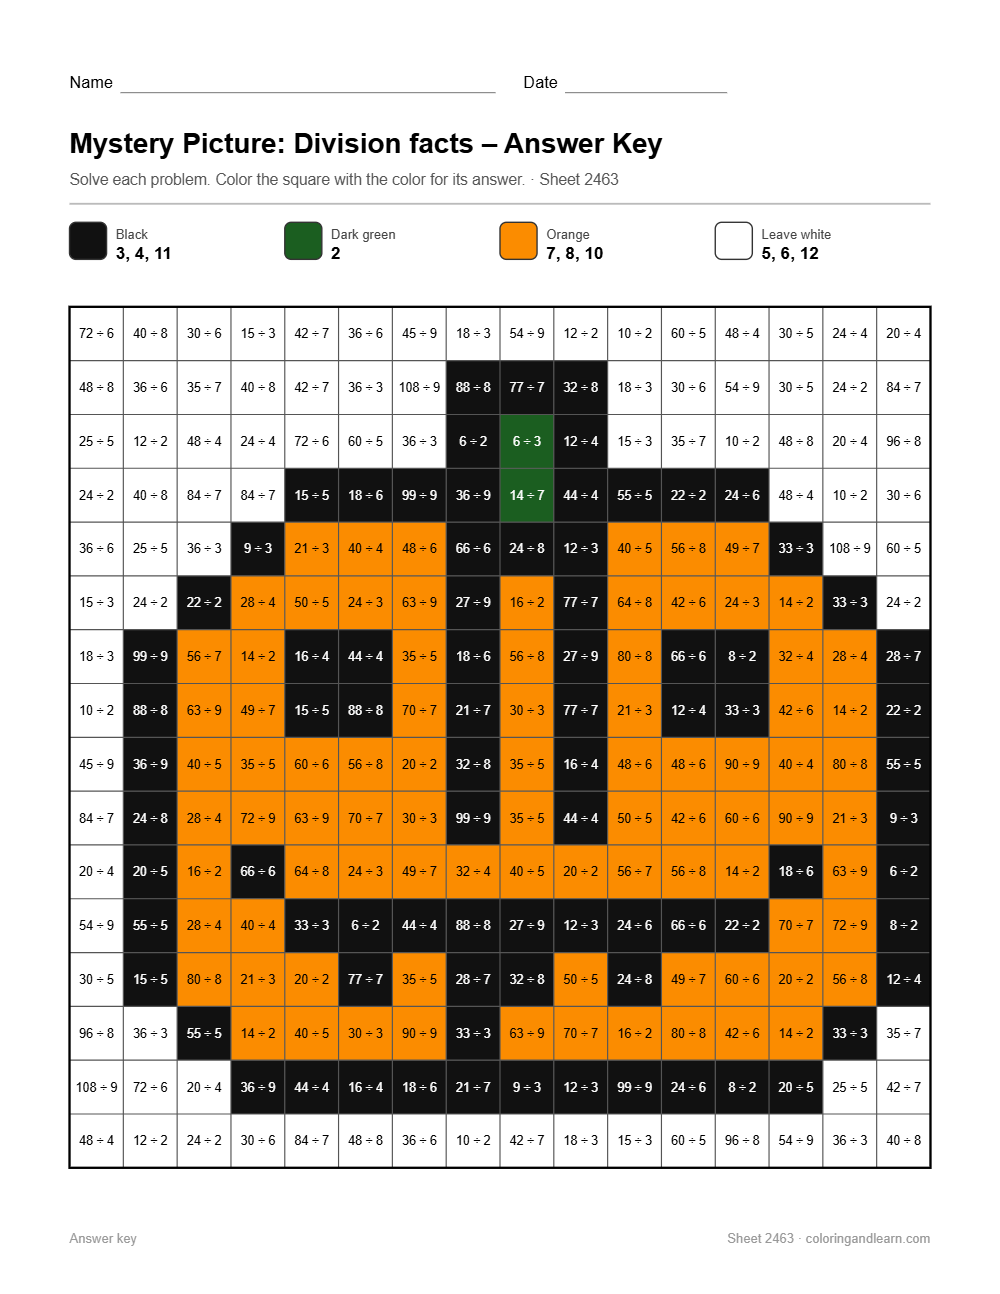 Name Date
Mystery Picture: Division facts – Answer Key
Solve each problem. Color the square with the color for its answer. · Sheet 2463
Black Dark green Orange Leave white
3, 4, 11 2 7, 8, 10 5, 6, 12
72 ÷ 6 40 ÷ 8 30 ÷ 6 15 ÷ 3 42 ÷ 7 36 ÷ 6 45 ÷ 9 18 ÷ 3 54 ÷ 9 12 ÷ 2 10 ÷ 2 60 ÷ 5 48 ÷ 4 30 ÷ 5 24 ÷ 4 20 ÷ 4
48 ÷ 8 36 ÷ 6 35 ÷ 7 40 ÷ 8 42 ÷ 7 36 ÷ 3 108 ÷ 9 88 ÷ 8 77 ÷ 7 32 ÷ 8 18 ÷ 3 30 ÷ 6 54 ÷ 9 30 ÷ 5 24 ÷ 2 84 ÷ 7
25 ÷ 5 12 ÷ 2 48 ÷ 4 24 ÷ 4 72 ÷ 6 60 ÷ 5 36 ÷ 3 6 ÷ 2 6 ÷ 3 12 ÷ 4 15 ÷ 3 35 ÷ 7 10 ÷ 2 48 ÷ 8 20 ÷ 4 96 ÷ 8
24 ÷ 2 40 ÷ 8 84 ÷ 7 84 ÷ 7 15 ÷ 5 18 ÷ 6 99 ÷ 9 36 ÷ 9 14 ÷ 7 44 ÷ 4 55 ÷ 5 22 ÷ 2 24 ÷ 6 48 ÷ 4 10 ÷ 2 30 ÷ 6
36 ÷ 6 25 ÷ 5 36 ÷ 3 9 ÷ 3 21 ÷ 3 40 ÷ 4 48 ÷ 6 66 ÷ 6 24 ÷ 8 12 ÷ 3 40 ÷ 5 56 ÷ 8 49 ÷ 7 33 ÷ 3 108 ÷ 9 60 ÷ 5
15 ÷ 3 24 ÷ 2 22 ÷ 2 28 ÷ 4 50 ÷ 5 24 ÷ 3 63 ÷ 9 27 ÷ 9 16 ÷ 2 77 ÷ 7 64 ÷ 8 42 ÷ 6 24 ÷ 3 14 ÷ 2 33 ÷ 3 24 ÷ 2
18 ÷ 3 99 ÷ 9 56 ÷ 7 14 ÷ 2 16 ÷ 4 44 ÷ 4 35 ÷ 5 18 ÷ 6 56 ÷ 8 27 ÷ 9 80 ÷ 8 66 ÷ 6 8 ÷ 2 32 ÷ 4 28 ÷ 4 28 ÷ 7
10 ÷ 2 88 ÷ 8 63 ÷ 9 49 ÷ 7 15 ÷ 5 88 ÷ 8 70 ÷ 7 21 ÷ 7 30 ÷ 3 77 ÷ 7 21 ÷ 3 12 ÷ 4 33 ÷ 3 42 ÷ 6 14 ÷ 2 22 ÷ 2
45 ÷ 9 36 ÷ 9 40 ÷ 5 35 ÷ 5 60 ÷ 6 56 ÷ 8 20 ÷ 2 32 ÷ 8 35 ÷ 5 16 ÷ 4 48 ÷ 6 48 ÷ 6 90 ÷ 9 40 ÷ 4 80 ÷ 8 55 ÷ 5
84 ÷ 7 24 ÷ 8 28 ÷ 4 72 ÷ 9 63 ÷ 9 70 ÷ 7 30 ÷ 3 99 ÷ 9 35 ÷ 5 44 ÷ 4 50 ÷ 5 42 ÷ 6 60 ÷ 6 90 ÷ 9 21 ÷ 3 9 ÷ 3
20 ÷ 4 20 ÷ 5 16 ÷ 2 66 ÷ 6 64 ÷ 8 24 ÷ 3 49 ÷ 7 32 ÷ 4 40 ÷ 5 20 ÷ 2 56 ÷ 7 56 ÷ 8 14 ÷ 2 18 ÷ 6 63 ÷ 9 6 ÷ 2
54 ÷ 9 55 ÷ 5 28 ÷ 4 40 ÷ 4 33 ÷ 3 6 ÷ 2 44 ÷ 4 88 ÷ 8 27 ÷ 9 12 ÷ 3 24 ÷ 6 66 ÷ 6 22 ÷ 2 70 ÷ 7 72 ÷ 9 8 ÷ 2
30 ÷ 5 15 ÷ 5 80 ÷ 8 21 ÷ 3 20 ÷ 2 77 ÷ 7 35 ÷ 5 28 ÷ 7 32 ÷ 8 50 ÷ 5 24 ÷ 8 49 ÷ 7 60 ÷ 6 20 ÷ 2 56 ÷ 8 12 ÷ 4
96 ÷ 8 36 ÷ 3 55 ÷ 5 14 ÷ 2 40 ÷ 5 30 ÷ 3 90 ÷ 9 33 ÷ 3 63 ÷ 9 70 ÷ 7 16 ÷ 2 80 ÷ 8 42 ÷ 6 14 ÷ 2 33 ÷ 3 35 ÷ 7
108 ÷ 9 72 ÷ 6 20 ÷ 4 36 ÷ 9 44 ÷ 4 16 ÷ 4 18 ÷ 6 21 ÷ 7 9 ÷ 3 12 ÷ 3 99 ÷ 9 24 ÷ 6 8 ÷ 2 20 ÷ 5 25 ÷ 5 42 ÷ 7
48 ÷ 4 12 ÷ 2 24 ÷ 2 30 ÷ 6 84 ÷ 7 48 ÷ 8 36 ÷ 6 10 ÷ 2 42 ÷ 7 18 ÷ 3 15 ÷ 3 60 ÷ 5 96 ÷ 8 54 ÷ 9 36 ÷ 3 40 ÷ 8
Answer key Sheet 2463 · coloringandlearn.com